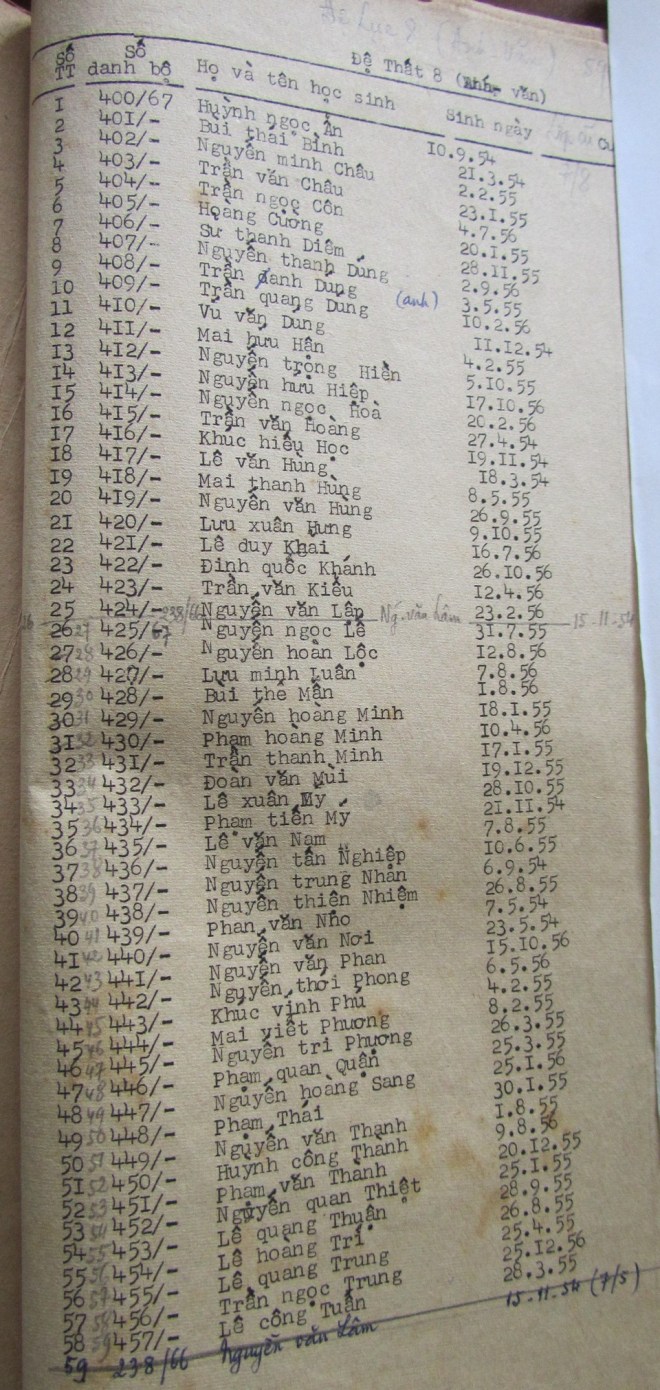 Đệ Lục 8
Đệ Thất 8 (Pháp văn)
Số TT Số danh bộ Họ và tên học sinh Sinh ngày
1 400/67 Huỳnh ngọc Ẩn 10.9.54
2 401/- Bùi thái Bình 21.3.54
3 402/- Nguyễn minh Châu 2.2.55
4 403/- Trần văn Châu 23.1.55
5 404/- Trần ngọc Côn 4.7.56
6 405/- Hoàng Cường 20.1.55
7 406/- Sử thanh Diêm 28.11.55
8 407/- Nguyễn thanh Dũng 2.9.56
9 408/- Trần danh Dũng (anh) 3.5.55
10 409/- Trần quang Dũng 10.2.56
11 410/- Vũ văn Dũng 11.12.54
12 411/- Mai hữu Hân 4.2.55
13 412/- Nguyễn trọng Hiền 5.10.55
14 413/- Nguyễn hữu Hiệp 17.10.56
15 414/- Nguyễn ngọc Hoà 20.2.56
16 415/- Trần văn Hoàng 27.4.54
17 416/- Khúc hiếu Học 19.11.54
18 417/- Lê văn Hùng 18.3.54
19 418/- Mai thanh Hùng 8.5.55
20 419/- Nguyễn văn Hùng 26.9.55
21 420/- Lưu xuân Hưng 9.10.55
22 421/- Lê duy Khai 16.7.56
23 422/- Đinh quốc Khánh 26.10.56
24 423/- Trần văn Kiều 12.4.56
25 424/- Nguyễn văn Lập 23.2.56
26 238/66 Ng. văn Lâm 15-11-54
26 27 425/67 Nguyễn ngọc Lễ 31.7.55
27 28 426/- Nguyễn hoàn Lộc 12.8.56
28 29 427/- Lưu minh Luân 7.8.56
29 30 428/- Bùi thế Mẫn 1.8.56
30 31 429/- Nguyễn hoàng Minh 18.1.55
31 32 430/- Phạm hoàng Minh 10.4.56
32 33 431/- Trần thanh Minh 17.1.55
33 34 432/- Đoàn văn Mùi 19.12.55
34 35 433/- Lê xuân Mỹ 28.10.55
35 36 434/- Phạm tiến Mỹ 21.11.54
36 37 435/- Lê văn Nam 7.8.55
37 38 436/- Nguyễn tấn Nghiệp 10.6.55
38 39 437/- Nguyễn trung Nhẫn 6.9.54
39 40 438/- Nguyễn thiện Nhiệm 26.8.55
40 41 439/- Phan văn Nho 7.5.54
41 42 440/- Nguyễn văn Nơi 23.5.54
42 43 441/- Nguyễn văn Phan 15.10.56
43 44 442/- Nguyễn thới Phong 6.5.56
44 45 443/- Khúc vĩnh Phú 4.2.55
45 46 444/- Mai viết Phương 8.2.55
46 47 445/- Nguyễn tri Phương 26.3.55
47 48 446/- Phạm quan Quận 25.3.55
48 49 447/- Nguyễn hoàng Sang 25.1.56
49 50 448/- Phạm Thái 30.1.55
50 51 449/- Nguyễn văn Thanh 1.8.55
51 52 450/- Huỳnh công Thành 9.8.56
52 53 451/- Phạm văn Thành 20.12.55
53 54 452/- Nguyễn quan Thiệt 25.1.55
54 55 453/- Lê quang Thuận 28.9.55
55 56 454/- Lê hoàng Trí 26.8.55
56 57 455/- Lê quang Trung 25.4.55
57 58 456/- Trần ngọc Trung 25.12.56
58 59 457/- Lê công Tuấn 28.3.55
59 238/66 Nguyễn văn Lâm 15-11-54 (7/5)
7/8